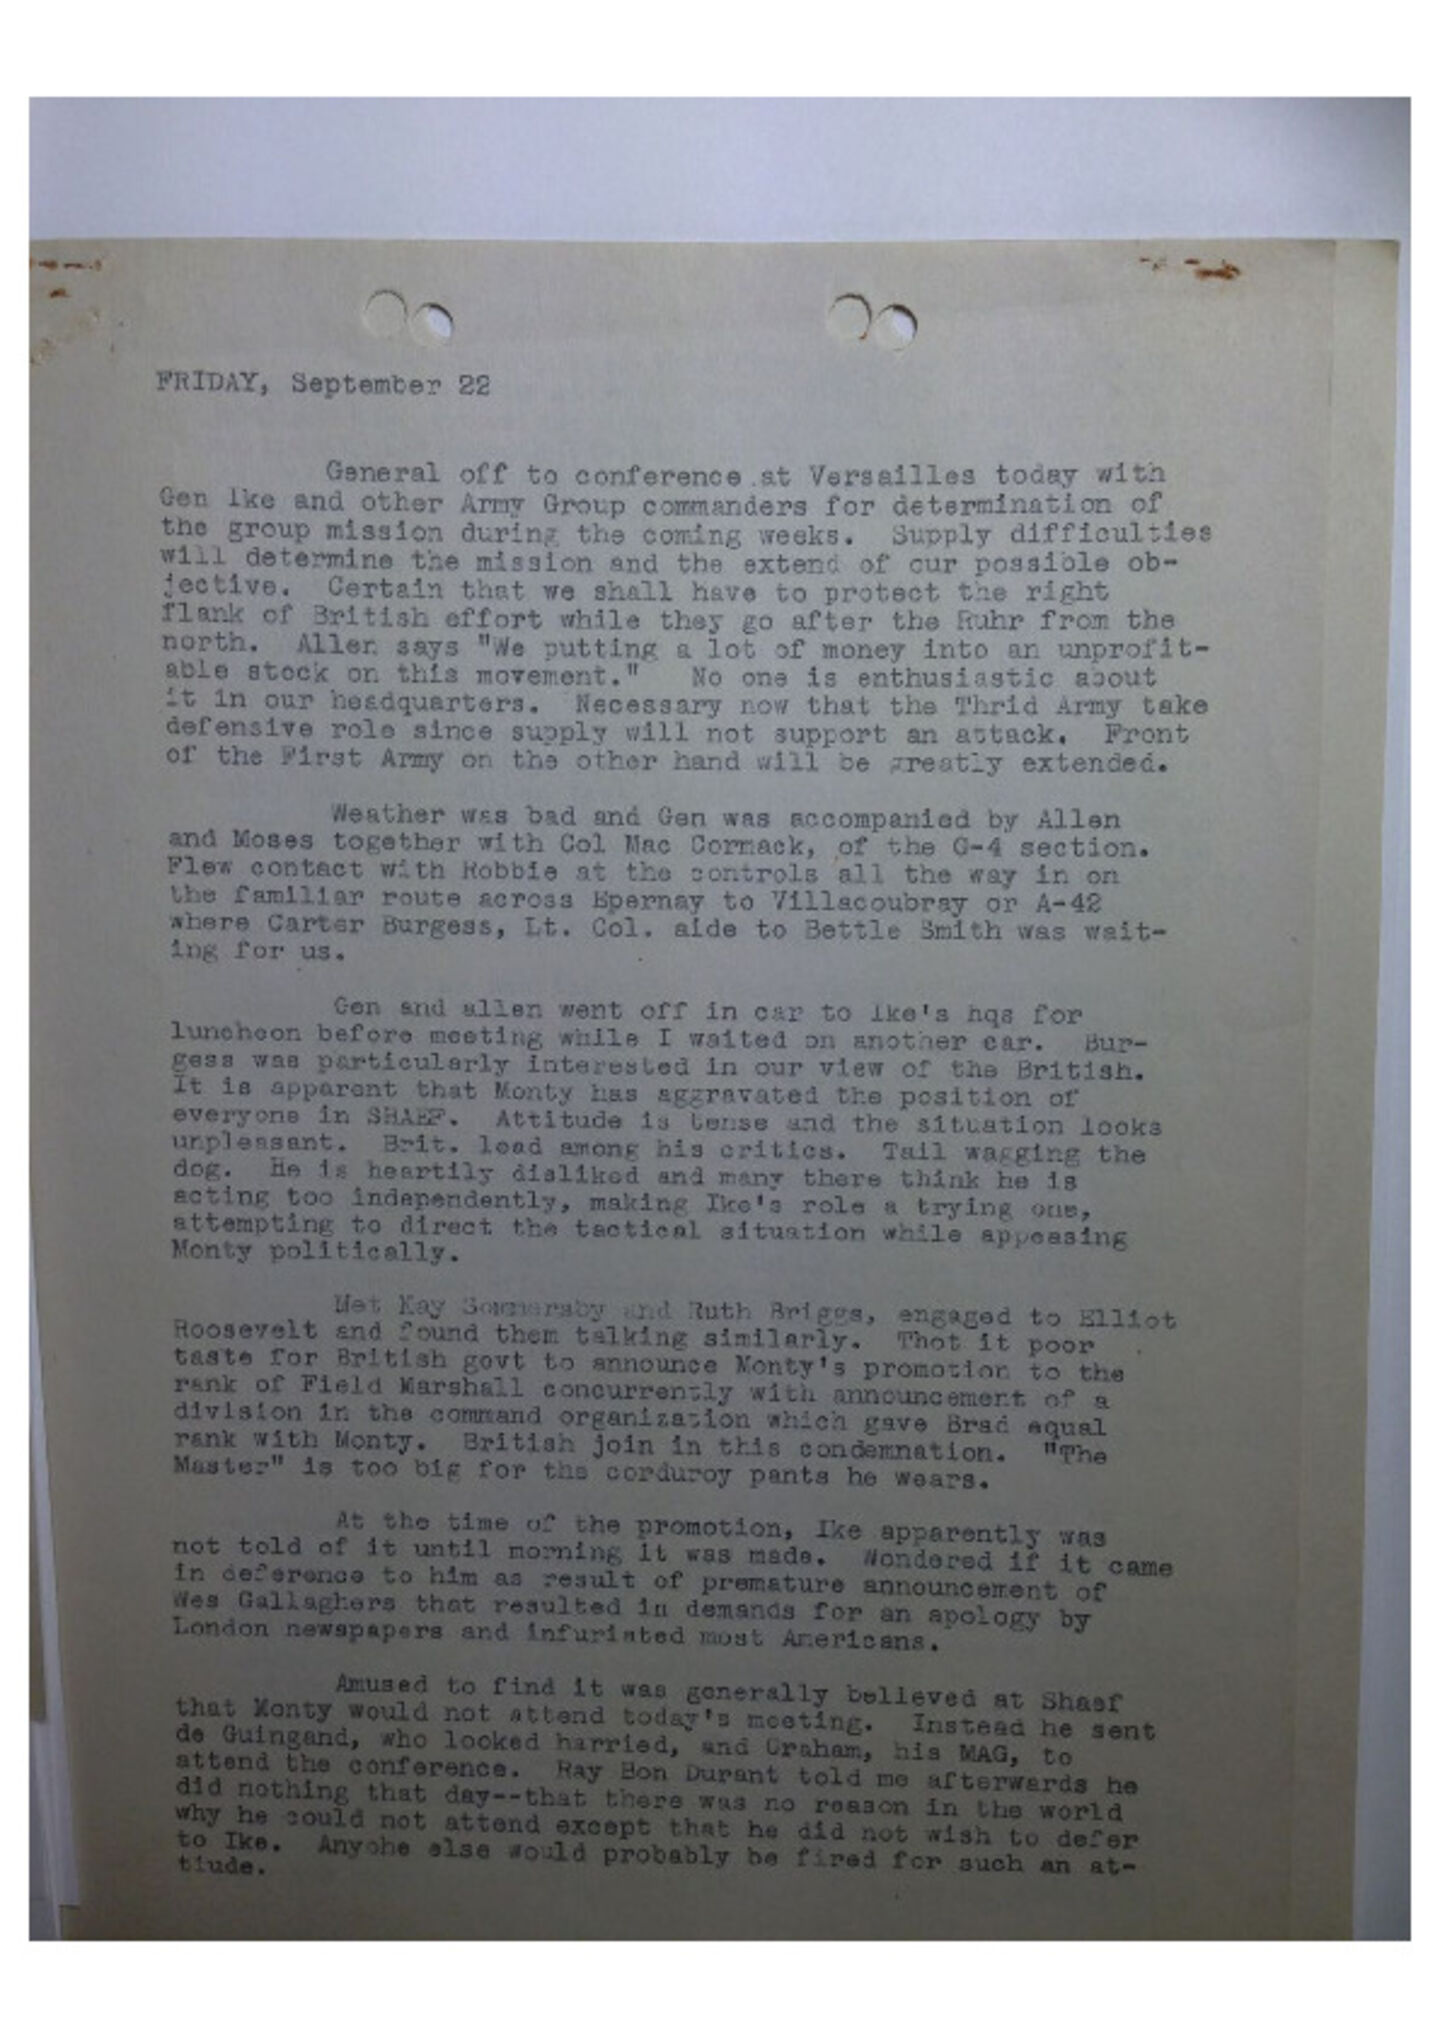 FRIDAY, September 22
General off to conference at Versailles today with
Gen Ike and other Army Group commanders for determination of
the group mission during the coming weeks. Supply difficulties
will determine the mission and the extend of our possible ob-
jective. Certain that we shall have to protect the right
flank of British effort while they go after the Ruhr from the
north. Allen says "We putting a lot of money into an unprofit-
able stock on this movement." No one is enthusiastic about
it in our headquarters. Necessary now that the Thrid Army take
defensive role since supply will not support an attack. Front
of the First Army on the other hand will be greatly extended.
Weather was bad and Gen was accompanied by Allen
and Moses together with Col Mac Cormack, of the G-4 section.
Flew contact with Robbie at the controls all the way in on
the familiar route across Epernay to Villacoubray or A-42
where Carter Burgess, Lt. Col. aide to Bettle Smith was wait-
ing for us.
Gen and allen went off in car to Ike's hqs for
luncheon before meeting while I waited on another car. Bur-
gess was particularly interested in our view of the British.
It is apparent that Monty has aggravated the position of
everyone in SHAEF. Attitude is tense and the situation looks
unpleasant. Brit. lead among his critics. Tail wagging the
dog. He is heartily disliked and many there think he is
acting too independently, making Ike's role a trying one,
attempting to direct the tactical situation while appeasing
Monty politically.
Met Kay Sommersby and Ruth Briggs, engaged to Elliot
Roosevelt and found them talking similarly. Thot it poor
taste for British govt to announce Monty's promotion to the
rank of Field Marshall concurrently with announcement of a
division in the command organization which gave Brad equal
rank with Monty. British join in this condemnation. "The
Master" is too big for the corduroy pants he wears.
At the time of the promotion, Ike apparently was
not told of it until morning it was made. Wondered if it came
in deference to him as result of premature announcement of
Wes Gallaghers that resulted in demands for an apology by
London newspapers and infuriated most Americans.
Amused to find it was generally believed at Shaef
that Monty would not attend today's meeting. Instead he sent
de Guingand, who looked harried, and Graham, his MAG, to
attend the conference. Ray Bon Durant told me afterwards he
did nothing that day--that there was no reason in the world
why he could not attend except that he did not wish to defer
to Ike. Anyone else would probably be fired for such an at-
tiude.